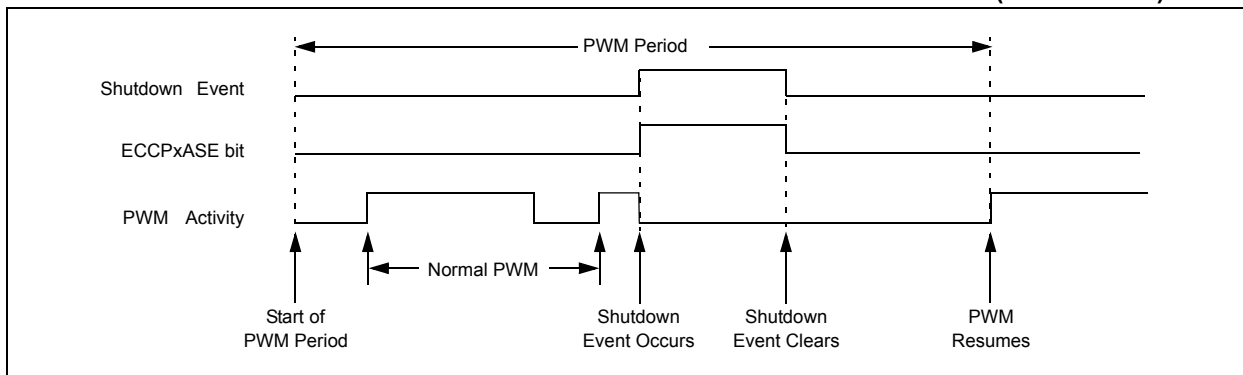 PWM Period
Shutdown Event
ECCPxASE bit
PWM Activity
Normal PWM
Start of
PWM Period
Shutdown
Event Occurs
Shutdown
Event Clears
PWM
Resumes